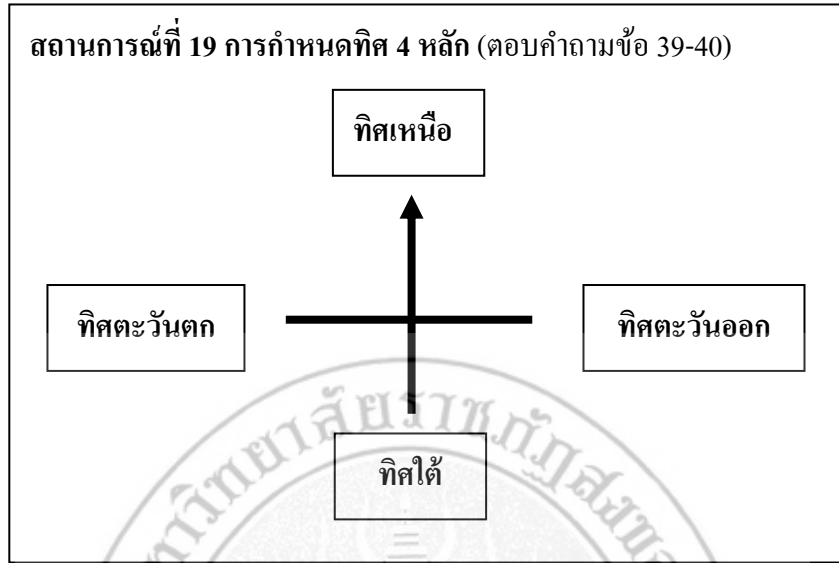 สถานการณ์ที่ 19 การกำหนดทิศ 4 หลัก (ตอบคำถามข้อ 39-40)
ทิศเหนือ
ทิศตะวันตก
ทิศตะวันออก
ทิศใต้